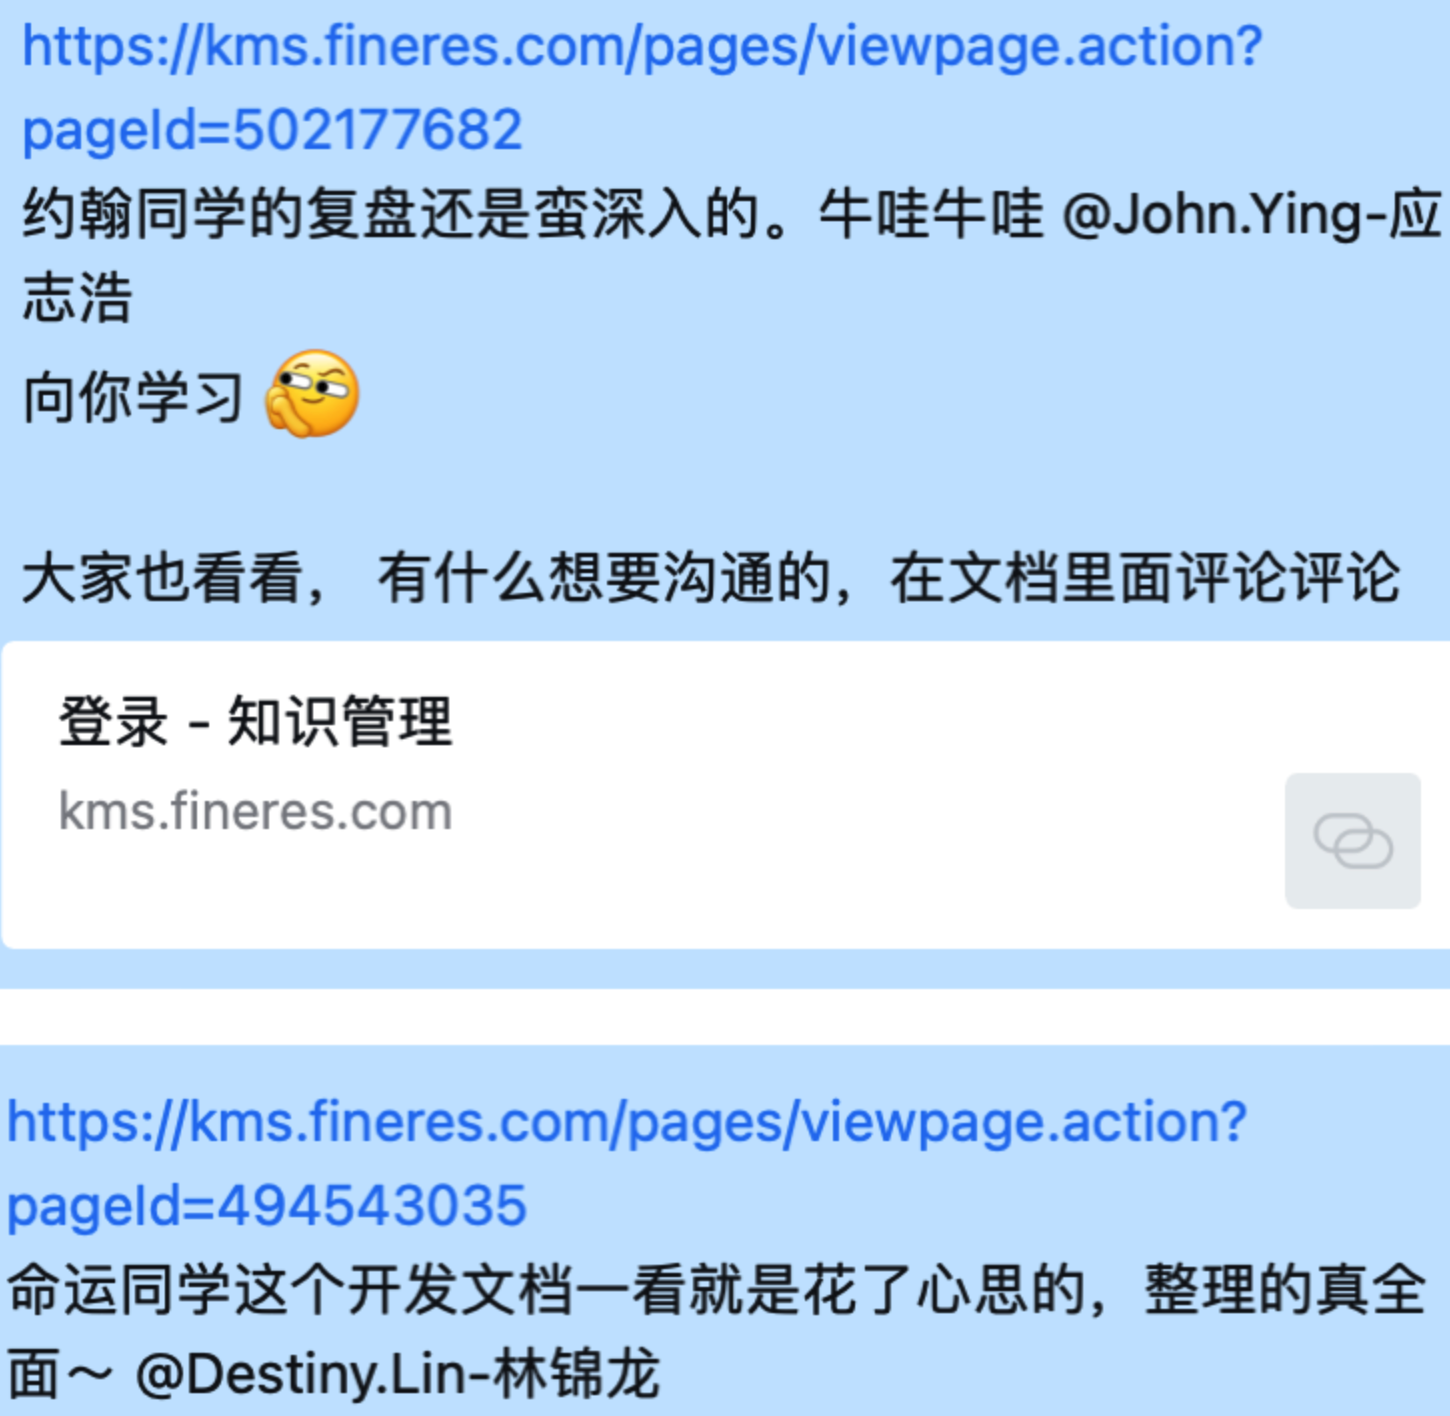 https://kms.fineres.com/pages/viewpage.action?
pageId=502177682
约翰同学的复盘还是蛮深入的。牛哇牛哇 @John.Ying-应
志浩
向你学习
大家也看看， 有什么想要沟通的，在文档里面评论评论
登录 - 知识管理
kms.fineres.com
https://kms.fineres.com/pages/viewpage.action?
pageId=494543035
命运同学这个开发文档一看就是花了心思的，整理的真全
面～ @Destiny.Lin-林锦龙